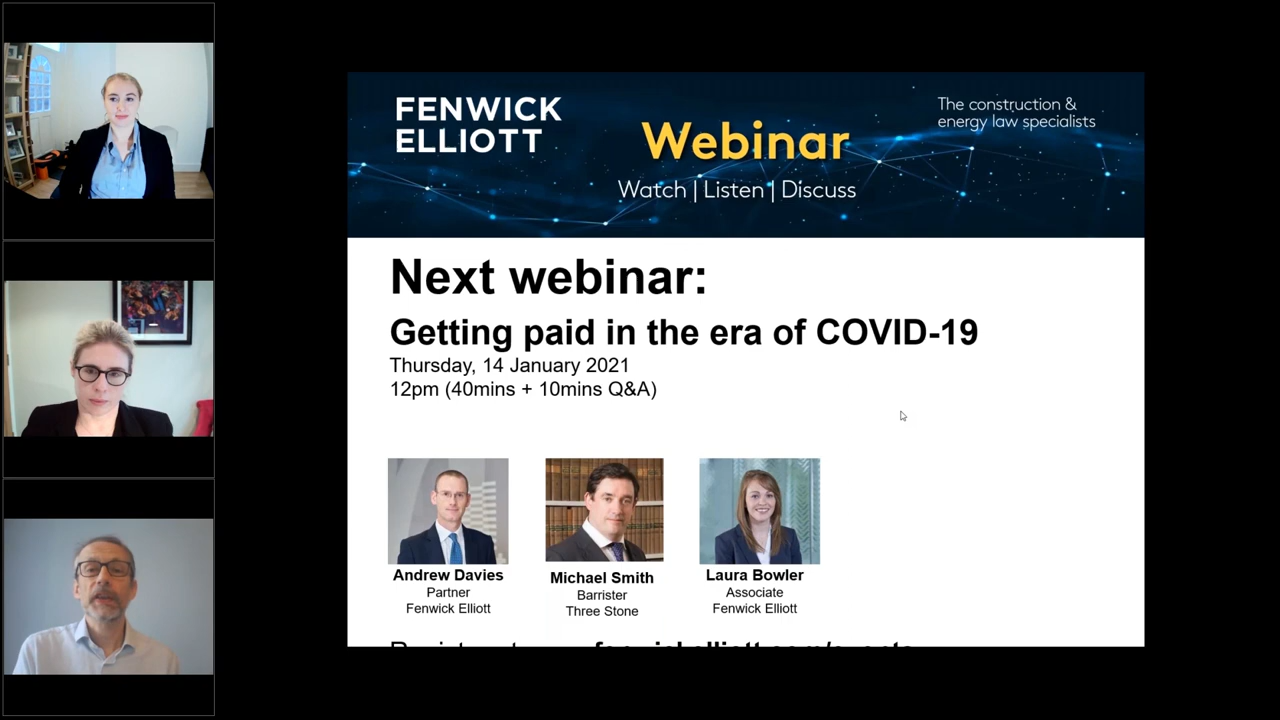 FENWICK
ELLIOTT
Webinar
Watch | Listen | Discuss
The construction &
energy law specialists
Next webinar:
Getting paid in the era of COVID-19
Thursday, 14 January 2021
12pm (40mins + 10mins Q&A)
Andrew Davies
Partner
Fenwick Elliott
Michael Smith
Barrister
Three Stone
Laura Bowler
Associate
Fenwick Elliott